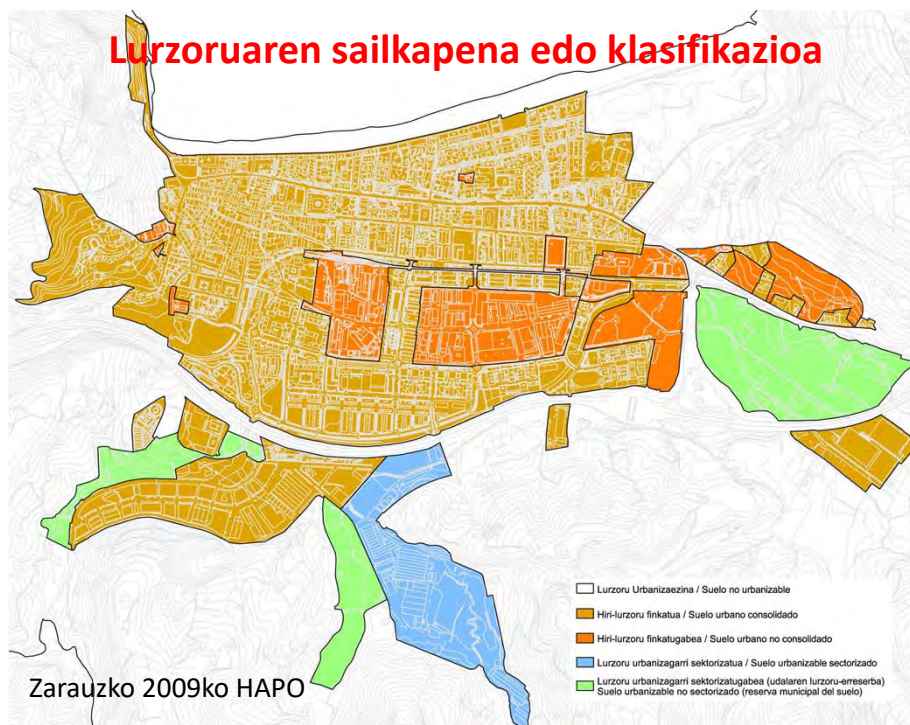 Lurzoruaren sailkapena edo klasifikazioa
Lurzoru Urbanizaezina / Suelo no urbanizable
Hiri-lurzoru finkatua / Suelo urbano consolidado
Hiri-lurzoru finkatugabea / Suelo urbano no consolidado
Lurzoru urbanizagarri sektorizatua / Suelo urbanizable sectorizado
Lurzoru urbanizagarri sektorizatugabea (udalaren lurzoru-erreserba)
Suelo urbanizable no sectorizado (reserva municipal del suelo)
Zarauzko 2009ko HAPO